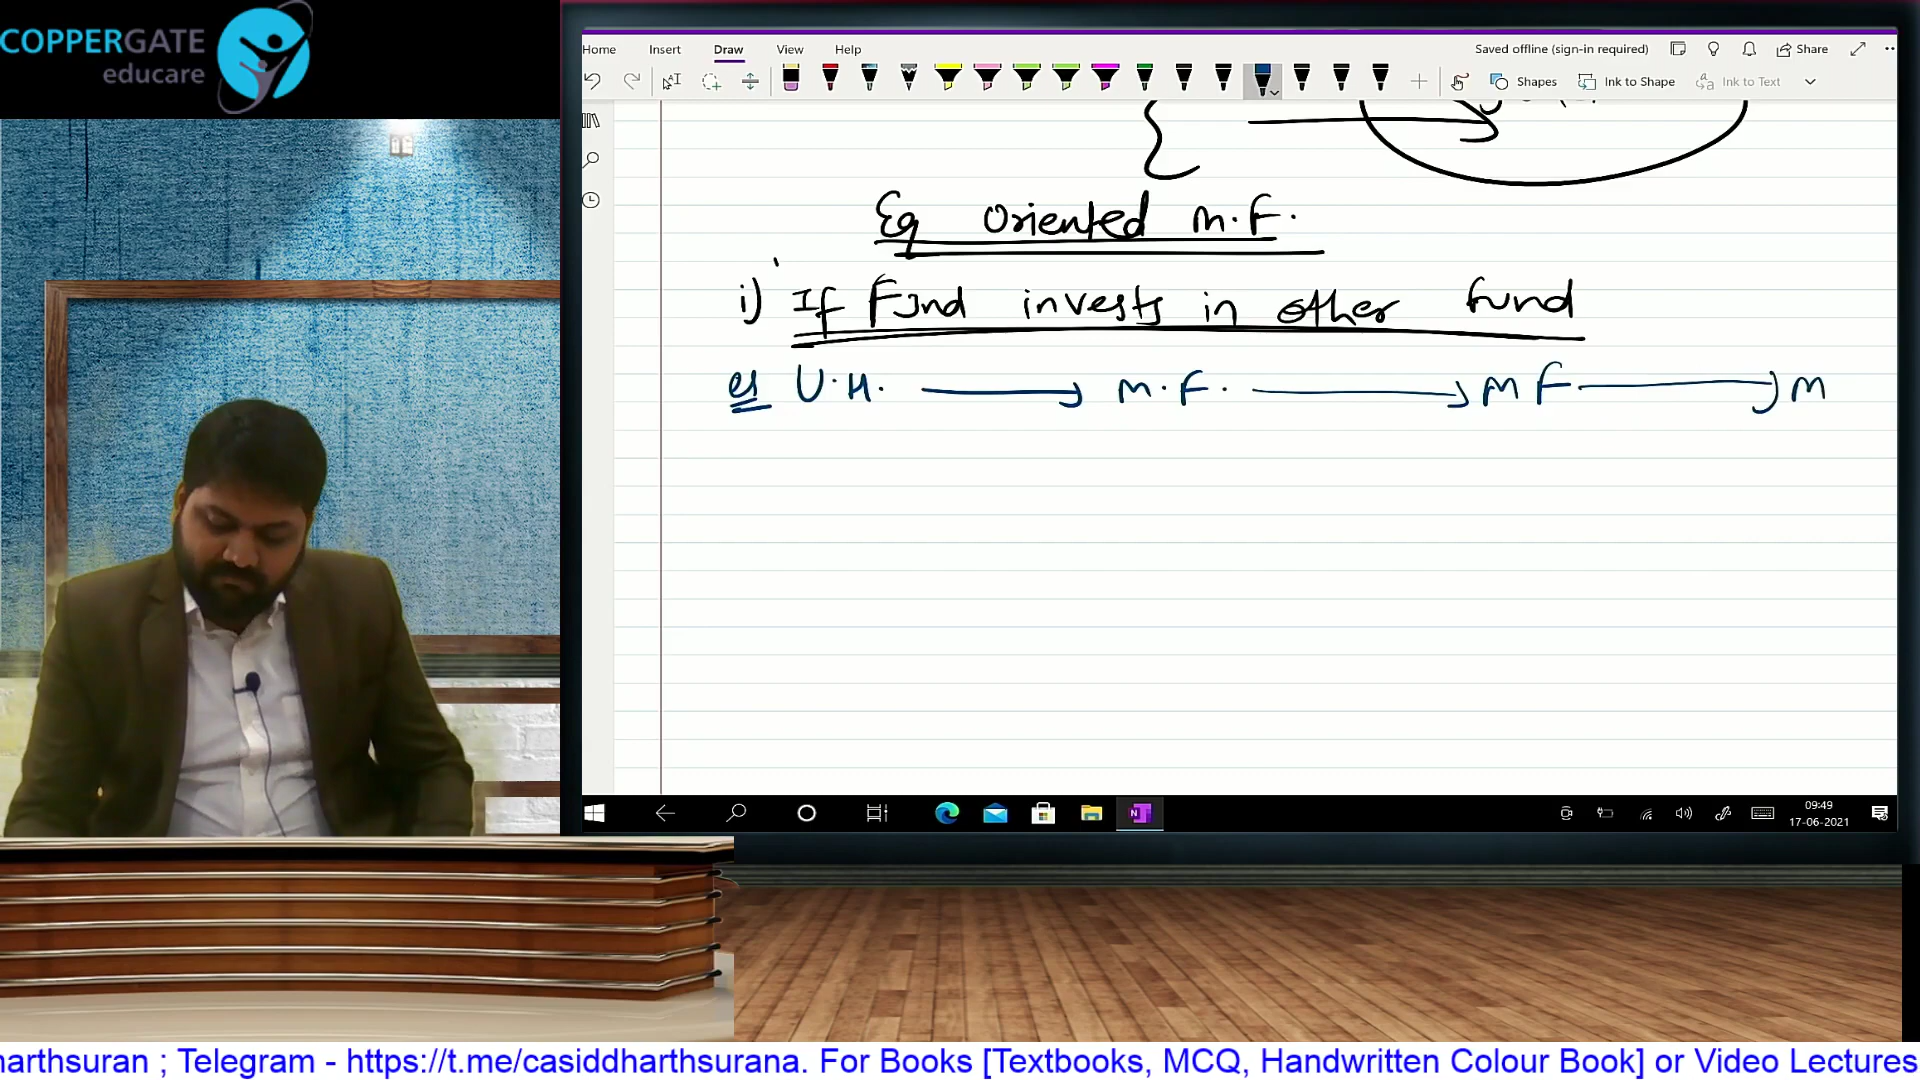 COPPERGATE
educare
Home Insert Draw View Help Saved offline (sign-in required) Share
Shapes Ink to Shape Ink to Text
Eq Oriented M.F.
i) If Fund invests in other fund
eg U.H. → M.F. → MF → M
09:49
17-06-2021
harthsuran ; Telegram - https://t.me/casiddharthsurana. For Books [Textbooks, MCQ, Handwritten Colour Book] or Video Lectures